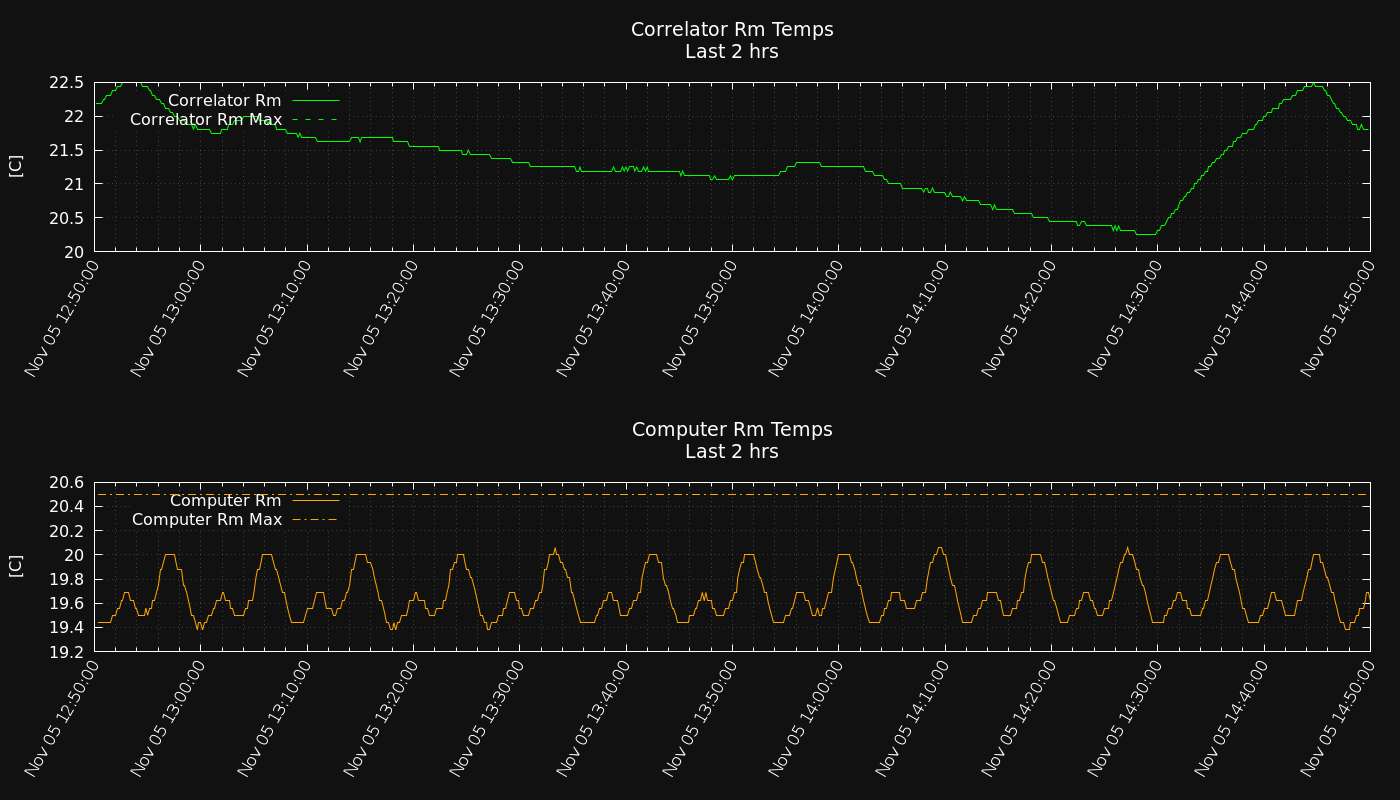 Correlator Rm Temps
Last 2 hrs
[C]
22.5
22
21.5
21
20.5
20
Correlator Rm
Correlator Rm Max
Nov 05 12:50:00
Nov 05 13:00:00
Nov 05 13:10:00
Nov 05 13:20:00
Nov 05 13:30:00
Nov 05 13:40:00
Nov 05 13:50:00
Nov 05 14:00:00
Nov 05 14:10:00
Nov 05 14:20:00
Nov 05 14:30:00
Nov 05 14:40:00
Nov 05 14:50:00
Computer Rm Temps
Last 2 hrs
[C]
20.6
20.4
20.2
20
19.8
19.6
19.4
19.2
Computer Rm
Computer Rm Max
Nov 05 12:50:00
Nov 05 13:00:00
Nov 05 13:10:00
Nov 05 13:20:00
Nov 05 13:30:00
Nov 05 13:40:00
Nov 05 13:50:00
Nov 05 14:00:00
Nov 05 14:10:00
Nov 05 14:20:00
Nov 05 14:30:00
Nov 05 14:40:00
Nov 05 14:50:00